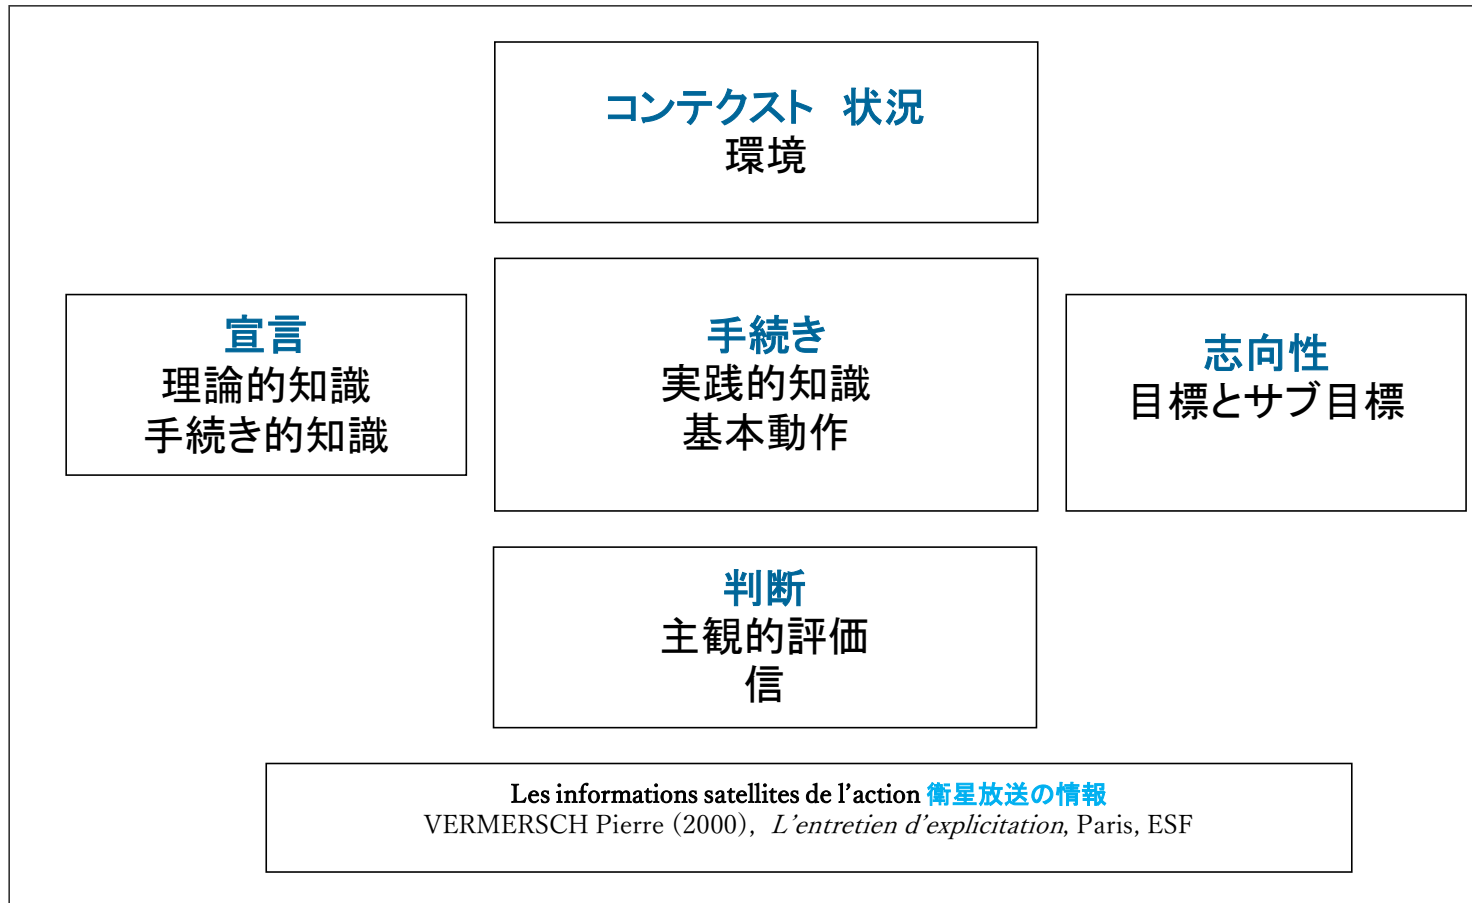 コンテクスト　状況
環境
宣言
理論的知識
手続き的知識
手続き
実践的知識
基本動作
志向性
目標とサブ目標
判断
主観的評価
信
Les informations satellites de l’action 衛星放送の情報
VERMERSCH Pierre (2000), L’entretien d’explicitation, Paris, ESF